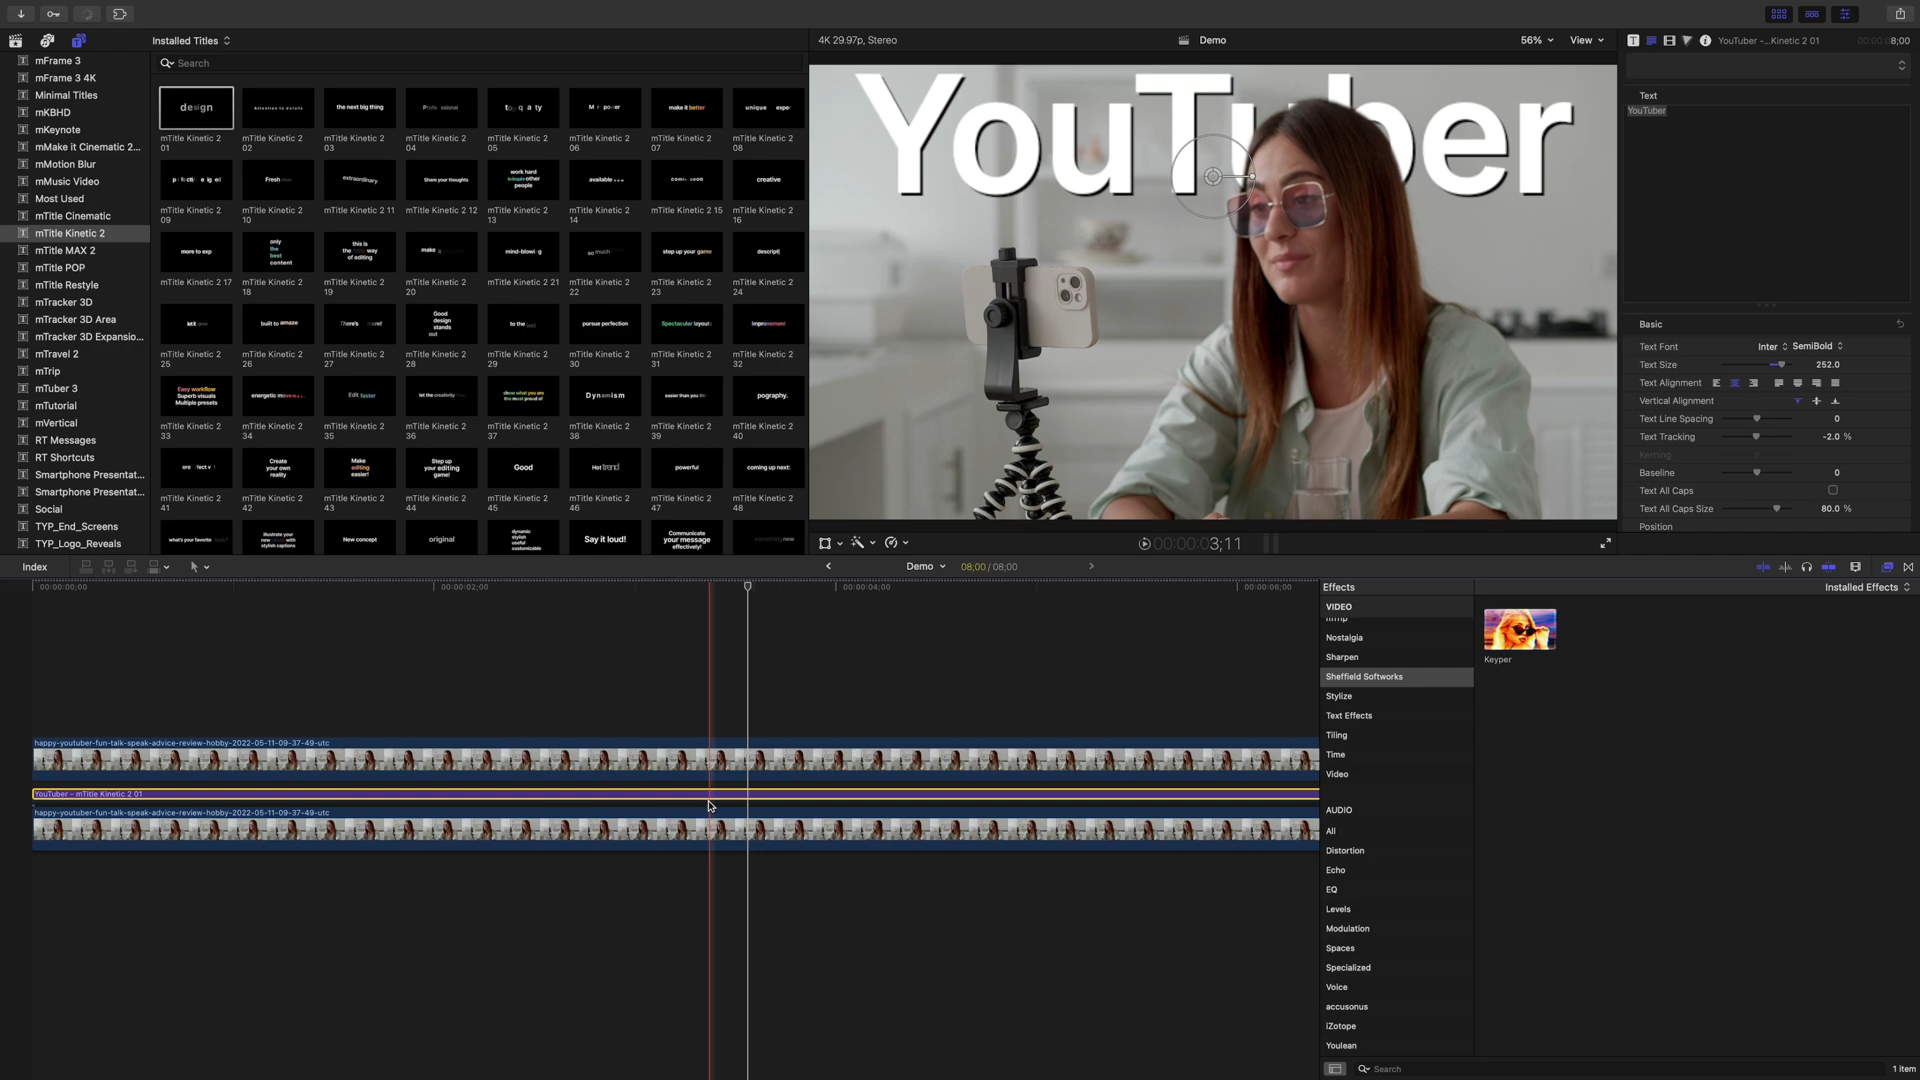 Installed Titles
4K 29.97p, Stereo
Demo
56%
View
YouTuber -...Kinetic 2 01
00:00:08;00
mFrame 3
mFrame 3 4K
Minimal Titles
mKBHD
mKeynote
mMake it Cinematic 2...
mMotion Blur
mMusic Video
Most Used
mTitle Cinematic
mTitle Kinetic 2
mTitle MAX 2
mTitle POP
mTitle Restyle
mTracker 3D
mTracker 3D Area
mTracker 3D Expansio...
mTravel 2
mTrip
mTuber 3
mTutorial
mVertical
RT Messages
RT Shortcuts
Smartphone Presentat...
Smartphone Presentat...
Social
TYP_End_Screens
TYP_Logo_Reveals
Search
design
Attention to details
the next big thing
make it better
unique
mTitle Kinetic 2 01
mTitle Kinetic 2 02
mTitle Kinetic 2 03
mTitle Kinetic 2 04
mTitle Kinetic 2 05
mTitle Kinetic 2 06
mTitle Kinetic 2 07
mTitle Kinetic 2 08
Fresh
extraordinary
Share your thoughts
work hard
other
people
available
creative
mTitle Kinetic 2 09
mTitle Kinetic 2 10
mTitle Kinetic 2 11
mTitle Kinetic 2 12
mTitle Kinetic 2 13
mTitle Kinetic 2 14
mTitle Kinetic 2 15
mTitle Kinetic 2 16
more to exp
only
the
best
content
this is
the way
of editing
make it
mind-blowi g
so much
step up your game
descript
mTitle Kinetic 2 17
mTitle Kinetic 2 18
mTitle Kinetic 2 19
mTitle Kinetic 2 20
mTitle Kinetic 2 21
mTitle Kinetic 2 22
mTitle Kinetic 2 23
mTitle Kinetic 2 24
let it
built to amaze
There's more!
Good
design
stands
out
to the
pursue perfection
Spectacular layout
Improvement
mTitle Kinetic 2 25
mTitle Kinetic 2 26
mTitle Kinetic 2 27
mTitle Kinetic 2 28
mTitle Kinetic 2 29
mTitle Kinetic 2 30
mTitle Kinetic 2 31
mTitle Kinetic 2 32
Easy workflow
Superb visuals
Multiple presets
energetic
Edit faster
let the creativity
show what you are
the most proud of
Dynamism
easier than you
pography.
mTitle Kinetic 2 33
mTitle Kinetic 2 34
mTitle Kinetic 2 35
mTitle Kinetic 2 36
mTitle Kinetic 2 37
mTitle Kinetic 2 38
mTitle Kinetic 2 39
mTitle Kinetic 2 40
Create
your own
reality
Make
editing
easier!
Step up
your editing
game!
Good
Hot trend
powerful
coming up next:
mTitle Kinetic 2 41
mTitle Kinetic 2 42
mTitle Kinetic 2 43
mTitle Kinetic 2 44
mTitle Kinetic 2 45
mTitle Kinetic 2 46
mTitle Kinetic 2 47
mTitle Kinetic 2 48
what's your favorite
Illustrate your
new with
stylish captions
New concept
original
dynamic
stylish
useful
customizable
Say it loud!
Communicate
your message
effectively!
something new
YouTuber
00:00:03;11
Text
YouTuber
Basic
Text Font Inter SemiBold
Text Size 252.0
Text Alignment
Vertical Alignment
Text Line Spacing 0
Text Tracking -2.0 %
Kerning
Baseline 0
Text All Caps
Text All Caps Size 80.0 %
Position
Index
Demo
08;00 / 08;00
00:00:00;00
00:00:02;00
00:00:04;00
00:00:06;00
happy-youtuber-fun-talk-speak-advice-review-hobby-2022-05-11-09-37-49-utc
YouTuber - mTitle Kinetic 2 01
happy-youtuber-fun-talk-speak-advice-review-hobby-2022-05-11-09-37-49-utc
Effects
Installed Effects
VIDEO
Nostalgia
Sharpen
Sheffield Softworks
Stylize
Text Effects
Tiling
Time
Video
AUDIO
All
Distortion
Echo
EQ
Levels
Modulation
Spaces
Specialized
Voice
accusonus
iZotope
Youlean
Keyper
Search
1 item